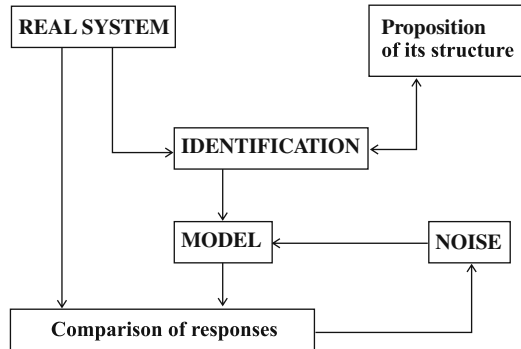 REAL SYSTEM
Proposition
of its structure
IDENTIFICATION
MODEL
NOISE
Comparison of responses